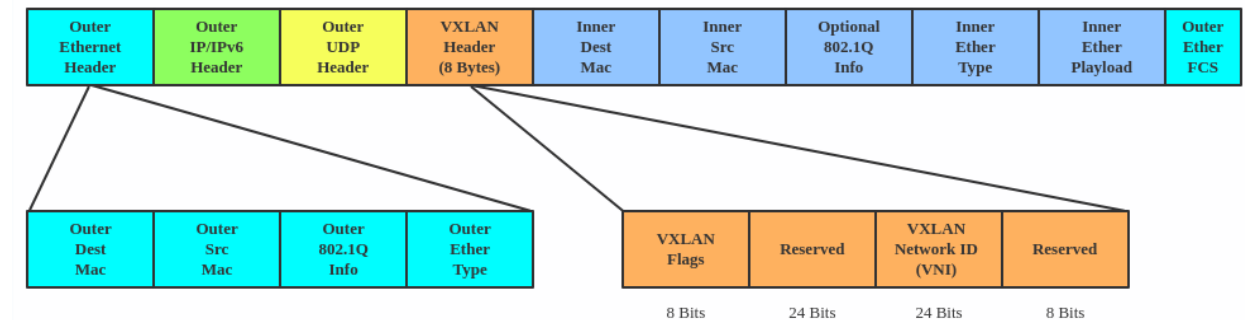 Outer
Ethernet
Header
Outer
IP/IPv6
Header
Outer
UDP
Header
VXLAN
Header
(8 Bytes)
Inner
Dest
Mac
Inner
Src
Mac
Optional
802.1Q
Info
Inner
Ether
Type
Inner
Ether
Playload
Outer
Ether
FCS
Outer
Dest
Mac
Outer
Src
Mac
Outer
802.1Q
Info
Outer
Ether
Type
VXLAN
Flags
Reserved
VXLAN
Network ID
(VNI)
Reserved
8 Bits
24 Bits
24 Bits
8 Bits